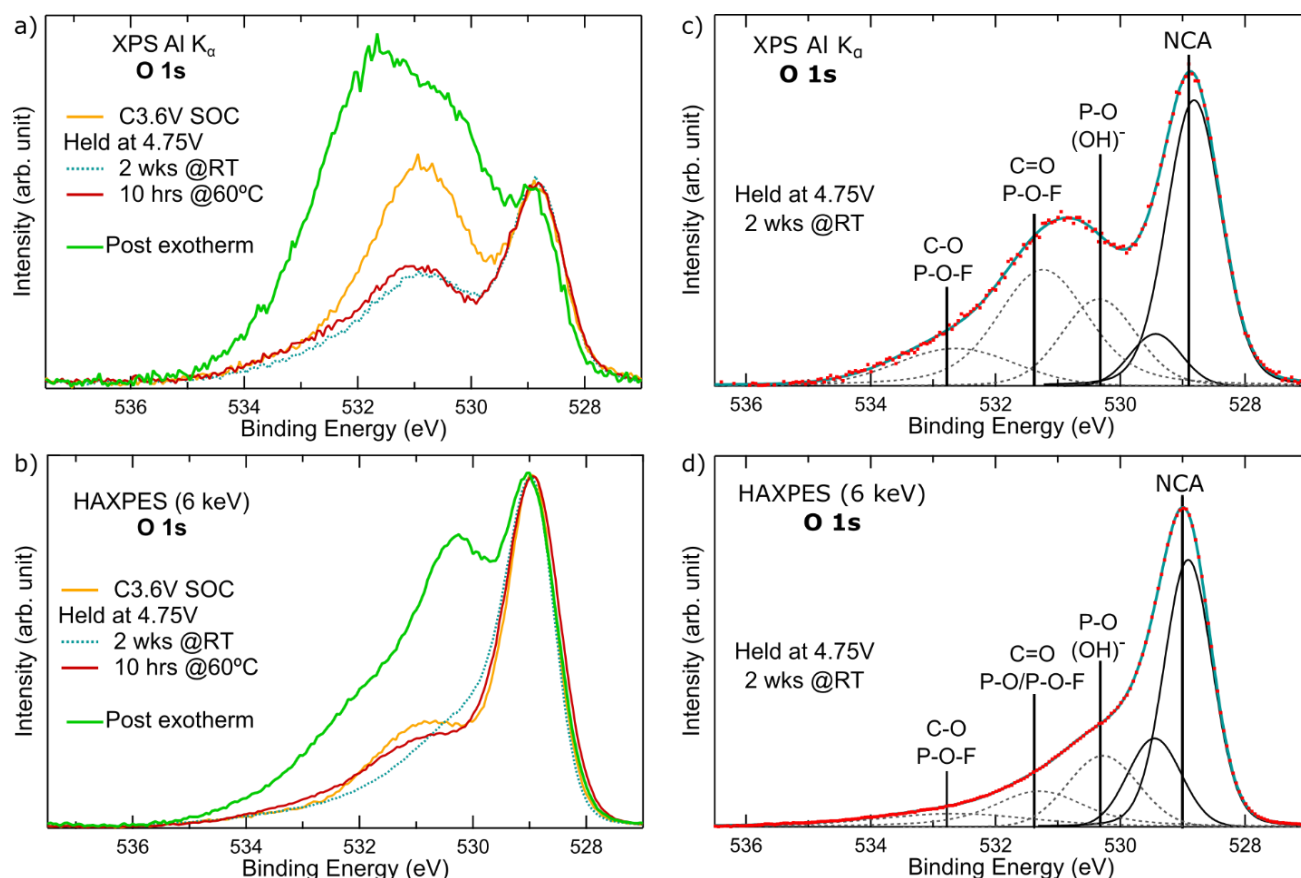 a)
XPS Al Kα
O 1s
C3.6V SOC
Held at 4.75V
2 wks @RT
10 hrs @60ºC
Post exotherm
Intensity (arb. unit)
536 534 532 530 528
Binding Energy (eV)
b)
HAXPES (6 keV)
O 1s
C3.6V SOC
Held at 4.75V
2 wks @RT
10 hrs @60ºC
Post exotherm
Intensity (arb. unit)
536 534 532 530 528
Binding Energy (eV)
c)
XPS Al Kα
O 1s
NCA
P-O
(OH)⁻
C=O
P-O-F
Held at 4.75V
2 wks @RT
C-O
P-O-F
Intensity (arb. unit)
536 534 532 530 528
Binding Energy (eV)
d)
HAXPES (6 keV)
O 1s
NCA
P-O
(OH)⁻
C=O
P-O/P-O-F
Held at 4.75V
2 wks @RT
C-O
P-O-F
Intensity (arb. unit)
536 534 532 530 528
Binding Energy (eV)